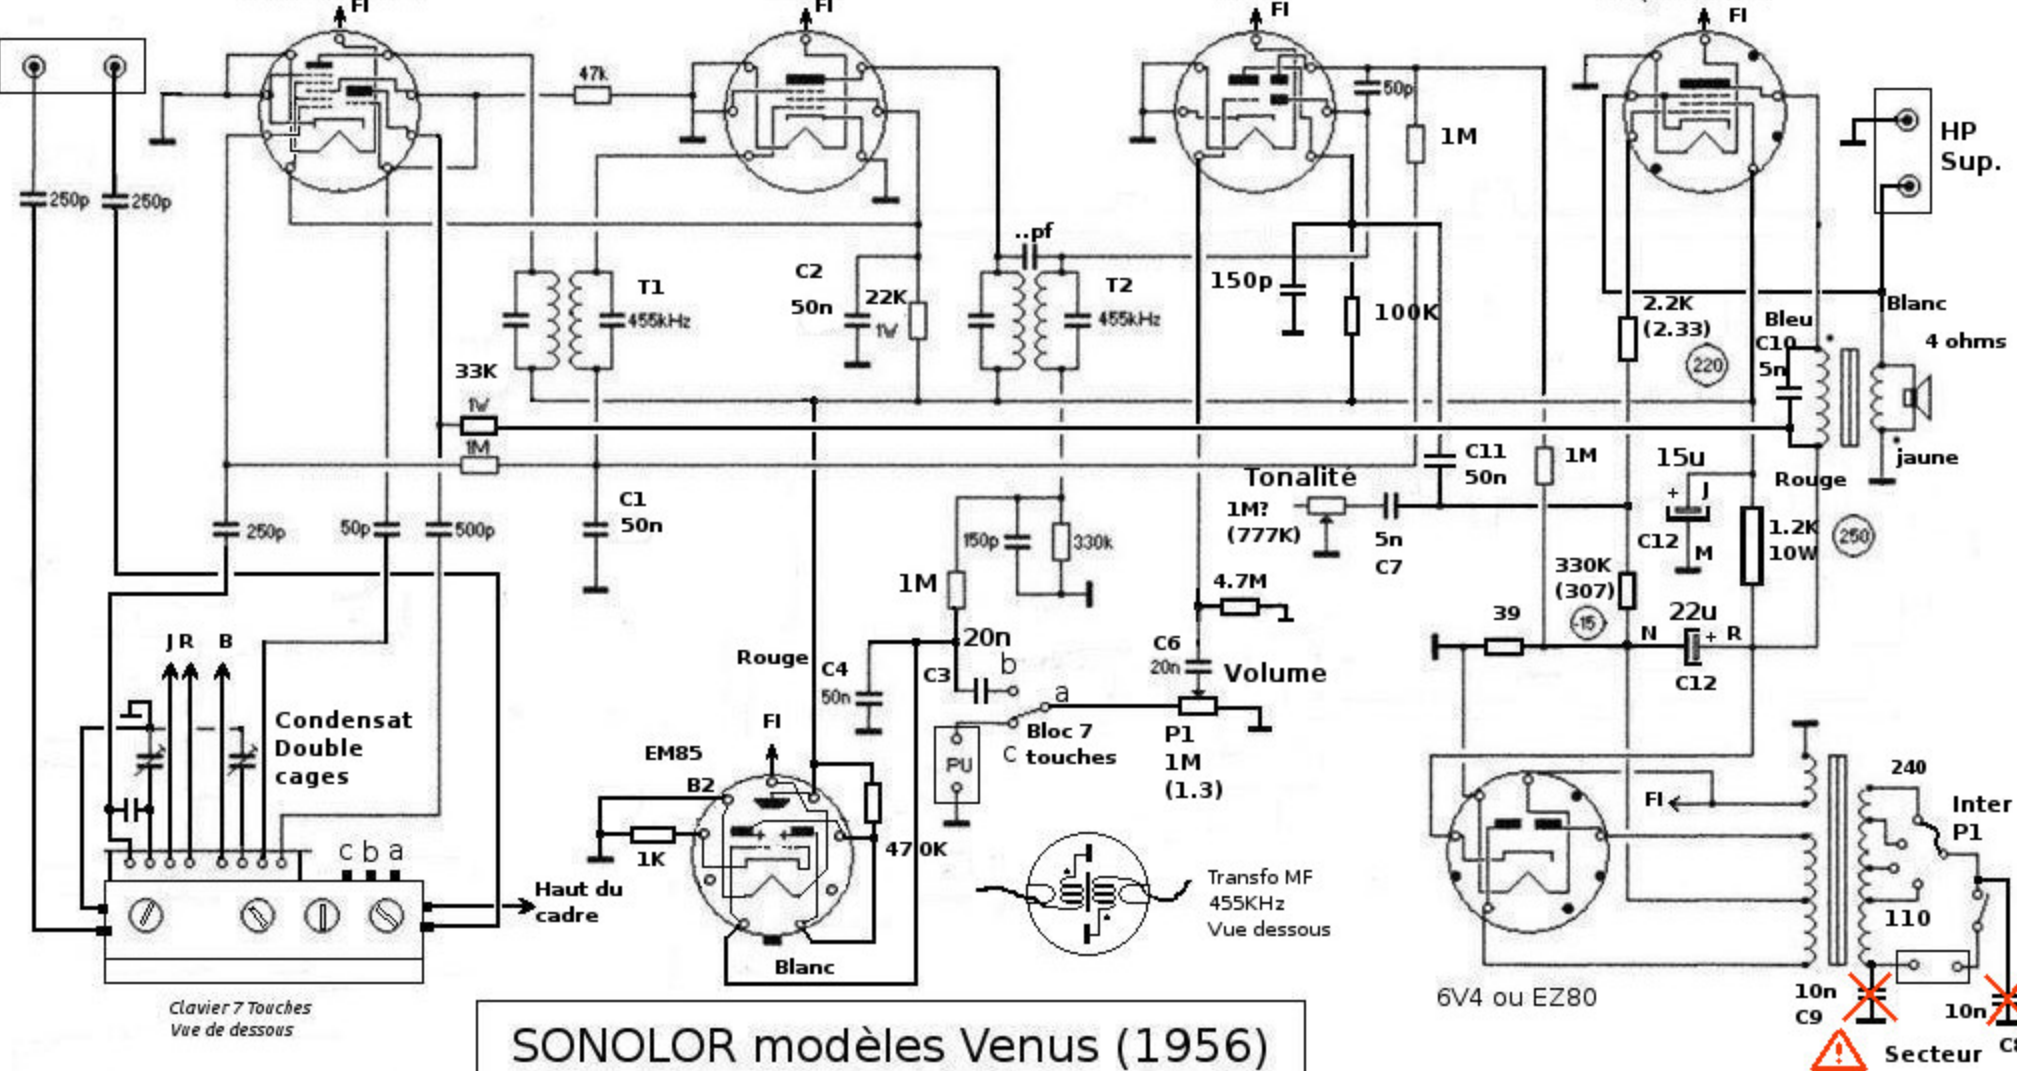 FI
FI
FI
FI
47k
50p
1M
HP
Sup.
250p
250p
..pf
C2
50n
22K
1W
T1
455kHz
T2
455kHz
150p
100K
2.2K
(2.33)
220
Bleu
C10
5n
Blanc
4 ohms
33K
1W
1M
C11
50n
1M
15u
jaune
Rouge
Tonalité
1M?
(777K)
5n
C7
+
J
C12
M
1.2K
10W
250
250p
50p
500p
C1
50n
150p
330k
1M
4.7M
330K
(307)
-15
39
22u
N
+
R
C12
J R
B
Rouge
C4
50n
20n
C3
b
a
C6
20n
Volume
Condensat
Double
cages
FI
EM85
B2
PU
Bloc 7
C
touches
P1
1M
(1.3)
1K
470K
FI
240
Inter
P1
110
c b a
Haut du
cadre
Transfo MF
455KHz
Vue dessous
Blanc
Clavier 7 Touches
Vue de dessous
6V4 ou EZ80
10n
C9
10n
Secteur
SONOLOR modèles Venus (1956)